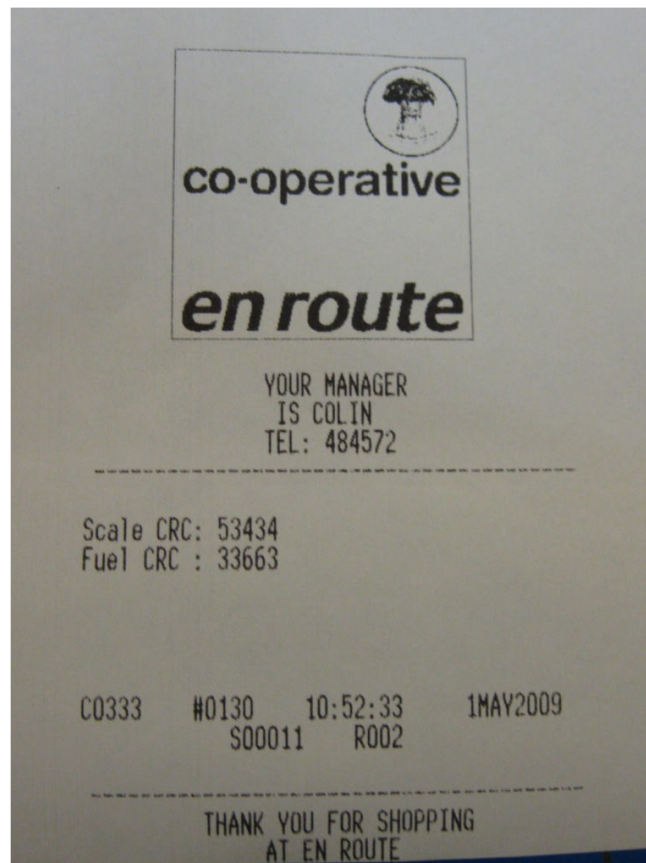 co-operative
en route
YOUR MANAGER
IS COLIN
TEL: 484572
Scale CRC: 53434
Fuel CRC : 33663
C0333 #0130 10:52:33 1MAY2009
S00011 R002
THANK YOU FOR SHOPPING
AT EN ROUTE